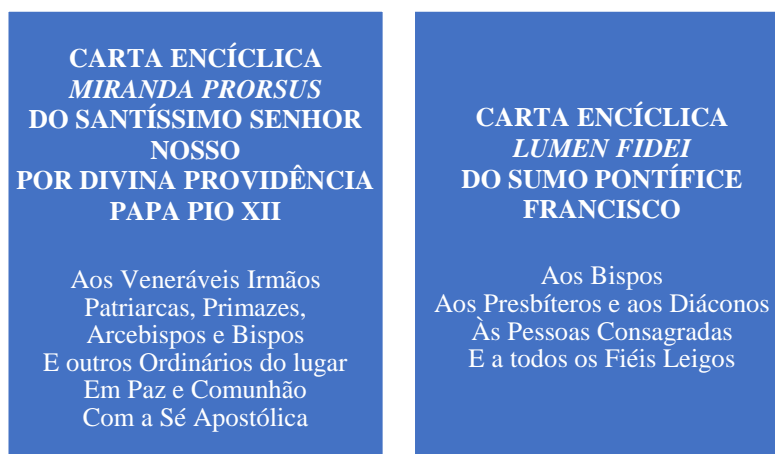 CARTA ENCÍCLICA
MIRANDA PRORSUS
DO SANTÍSSIMO SENHOR
NOSSO
POR DIVINA PROVIDÊNCIA
PAPA PIO XII
Aos Veneráveis Irmãos
Patriarcas, Primazes,
Arcebispos e Bispos
E outros Ordinários do lugar
Em Paz e Comunhão
Com a Sé Apostólica
CARTA ENCÍCLICA
LUMEN FIDEI
DO SUMO PONTÍFICE
FRANCISCO
Aos Bispos
Aos Presbíteros e aos Diáconos
Às Pessoas Consagradas
E a todos os Fiéis Leigos